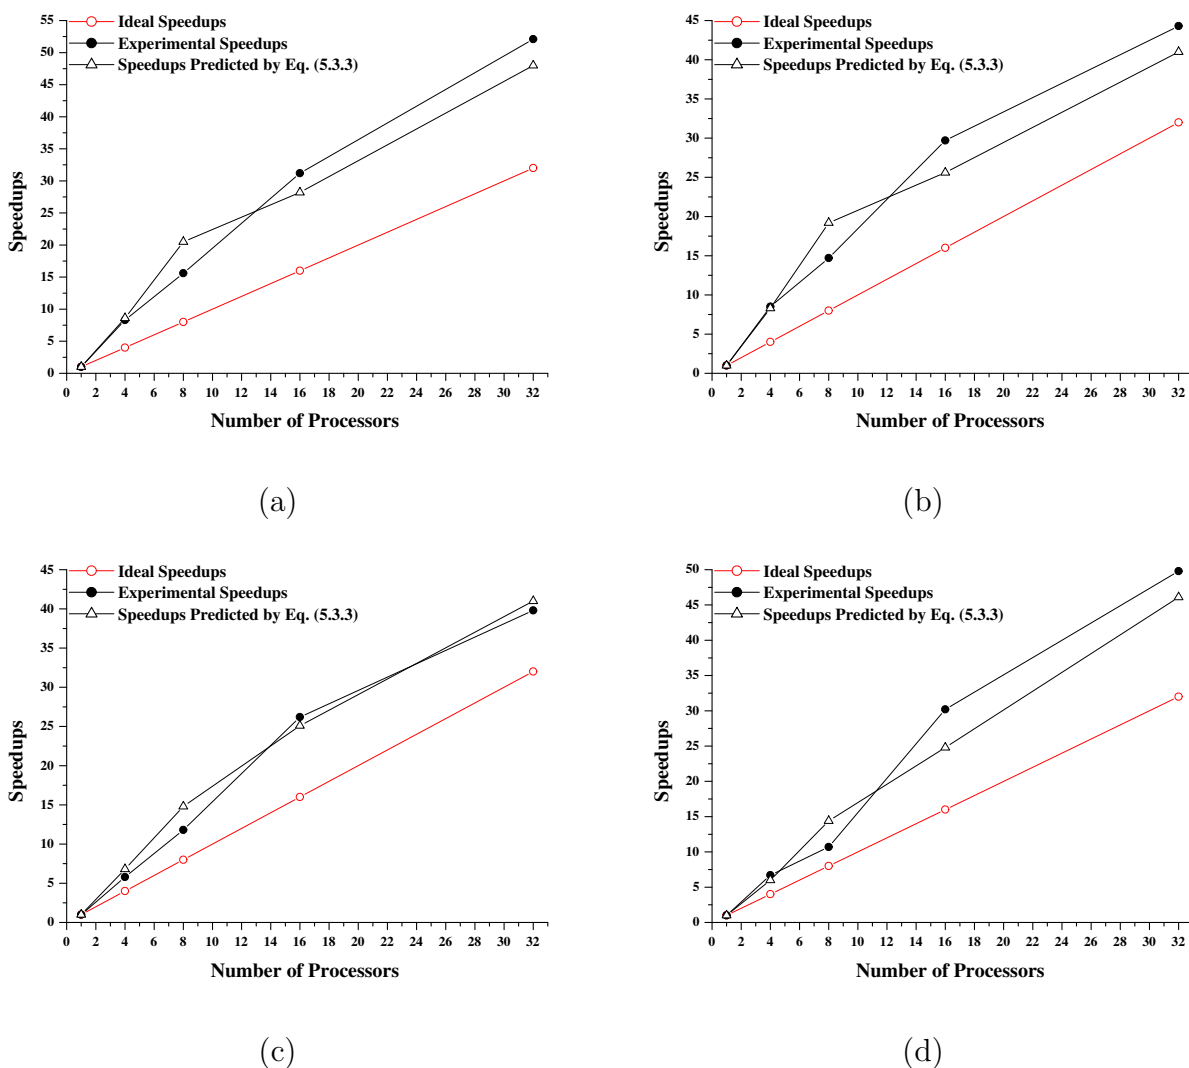 Ideal Speedups
Experimental Speedups
Speedups Predicted by Eq. (5.3.3)
55
50
45
40
35
30
25
20
15
10
5
0
Speedups
0 2 4 6 8 10 12 14 16 18 20 22 24 26 28 30 32
Number of Processors
(a)
Ideal Speedups
Experimental Speedups
Speedups Predicted by Eq. (5.3.3)
45
40
35
30
25
20
15
10
5
0
Speedups
0 2 4 6 8 10 12 14 16 18 20 22 24 26 28 30 32
Number of Processors
(b)
Ideal Speedups
Experimental Speedups
Speedups Predicted by Eq. (5.3.3)
45
40
35
30
25
20
15
10
5
0
Speedups
0 2 4 6 8 10 12 14 16 18 20 22 24 26 28 30 32
Number of Processors
(c)
Ideal Speedups
Experimental Speedups
Speedups Predicted by Eq. (5.3.3)
50
45
40
35
30
25
20
15
10
5
0
Speedups
0 2 4 6 8 10 12 14 16 18 20 22 24 26 28 30 32
Number of Processors
(d)